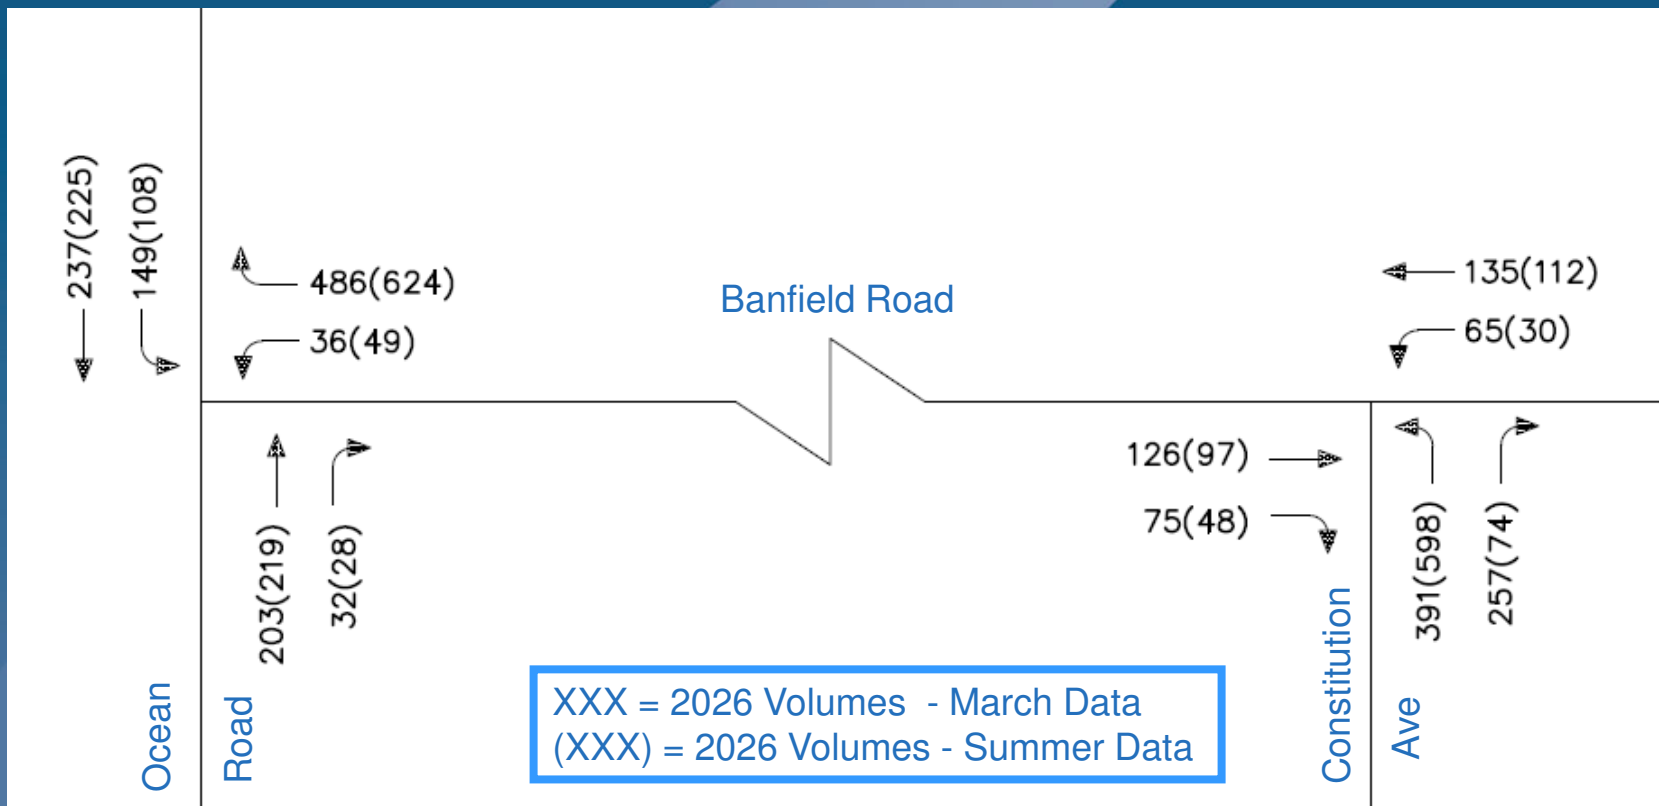 237(225)
149(108)
486(624)
36(49)
Banfield Road
135(112)
65(30)
203(219)
32(28)
126(97)
75(48)
391(598)
257(74)
Ocean
Road
Constitution
Ave
XXX = 2026 Volumes - March Data
(XXX) = 2026 Volumes - Summer Data